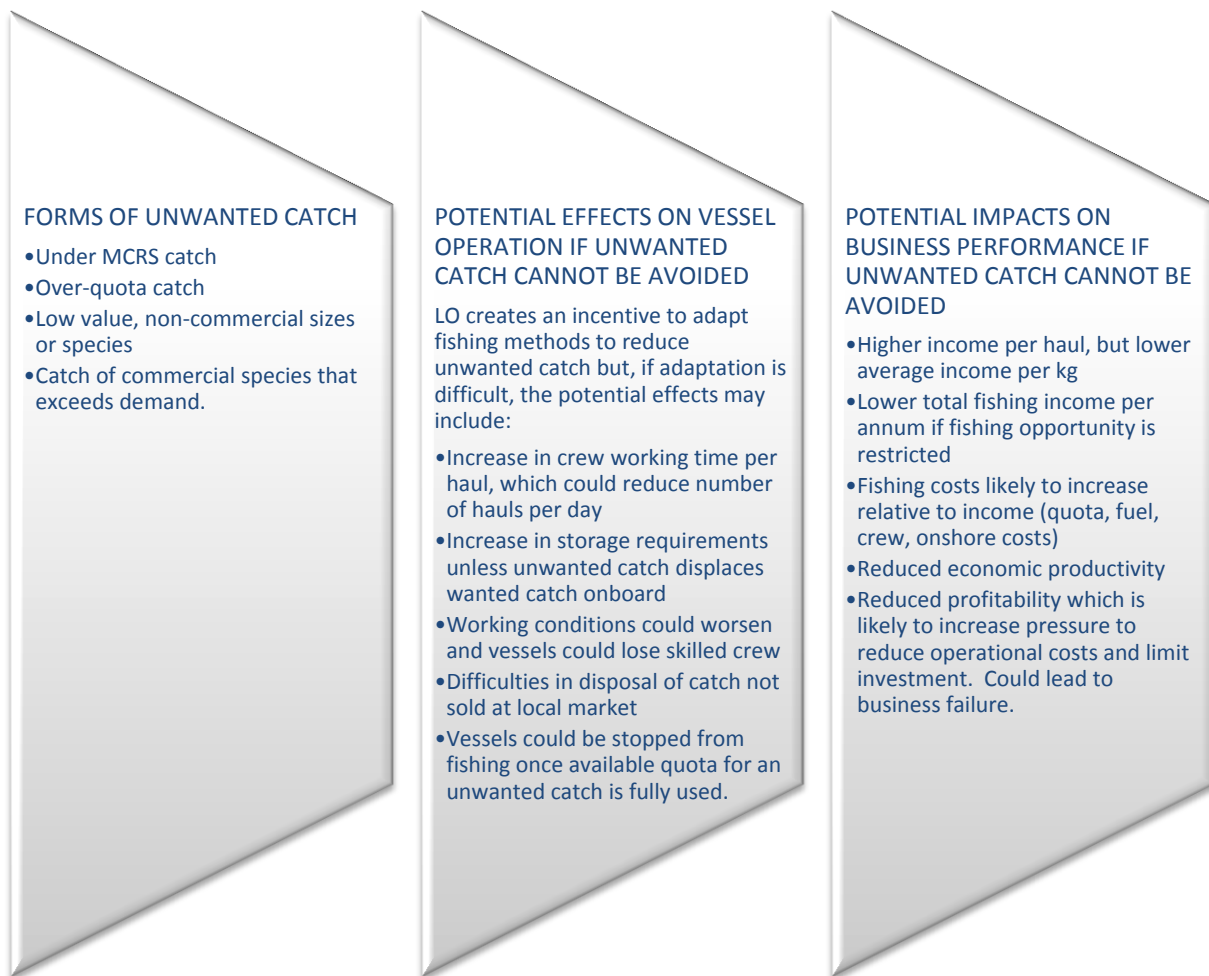 FORMS OF UNWANTED CATCH
•Under MCRS catch
•Over-quota catch
•Low value, non-commercial sizes
or species
•Catch of commercial species that
exceeds demand.
POTENTIAL EFFECTS ON VESSEL
OPERATION IF UNWANTED
CATCH CANNOT BE AVOIDED
LO creates an incentive to adapt
fishing methods to reduce
unwanted catch but, if adaptation is
difficult, the potential effects may
include:
•Increase in crew working time per
haul, which could reduce number
of hauls per day
•Increase in storage requirements
unless unwanted catch displaces
wanted catch onboard
•Working conditions could worsen
and vessels could lose skilled crew
•Difficulties in disposal of catch not
sold at local market
•Vessels could be stopped from
fishing once available quota for an
unwanted catch is fully used.
POTENTIAL IMPACTS ON
BUSINESS PERFORMANCE IF
UNWANTED CATCH CANNOT BE
AVOIDED
•Higher income per haul, but lower
average income per kg
•Lower total fishing income per
annum if fishing opportunity is
restricted
•Fishing costs likely to increase
relative to income (quota, fuel,
crew, onshore costs)
•Reduced economic productivity
•Reduced profitability which is
likely to increase pressure to
reduce operational costs and limit
investment.  Could lead to
business failure.